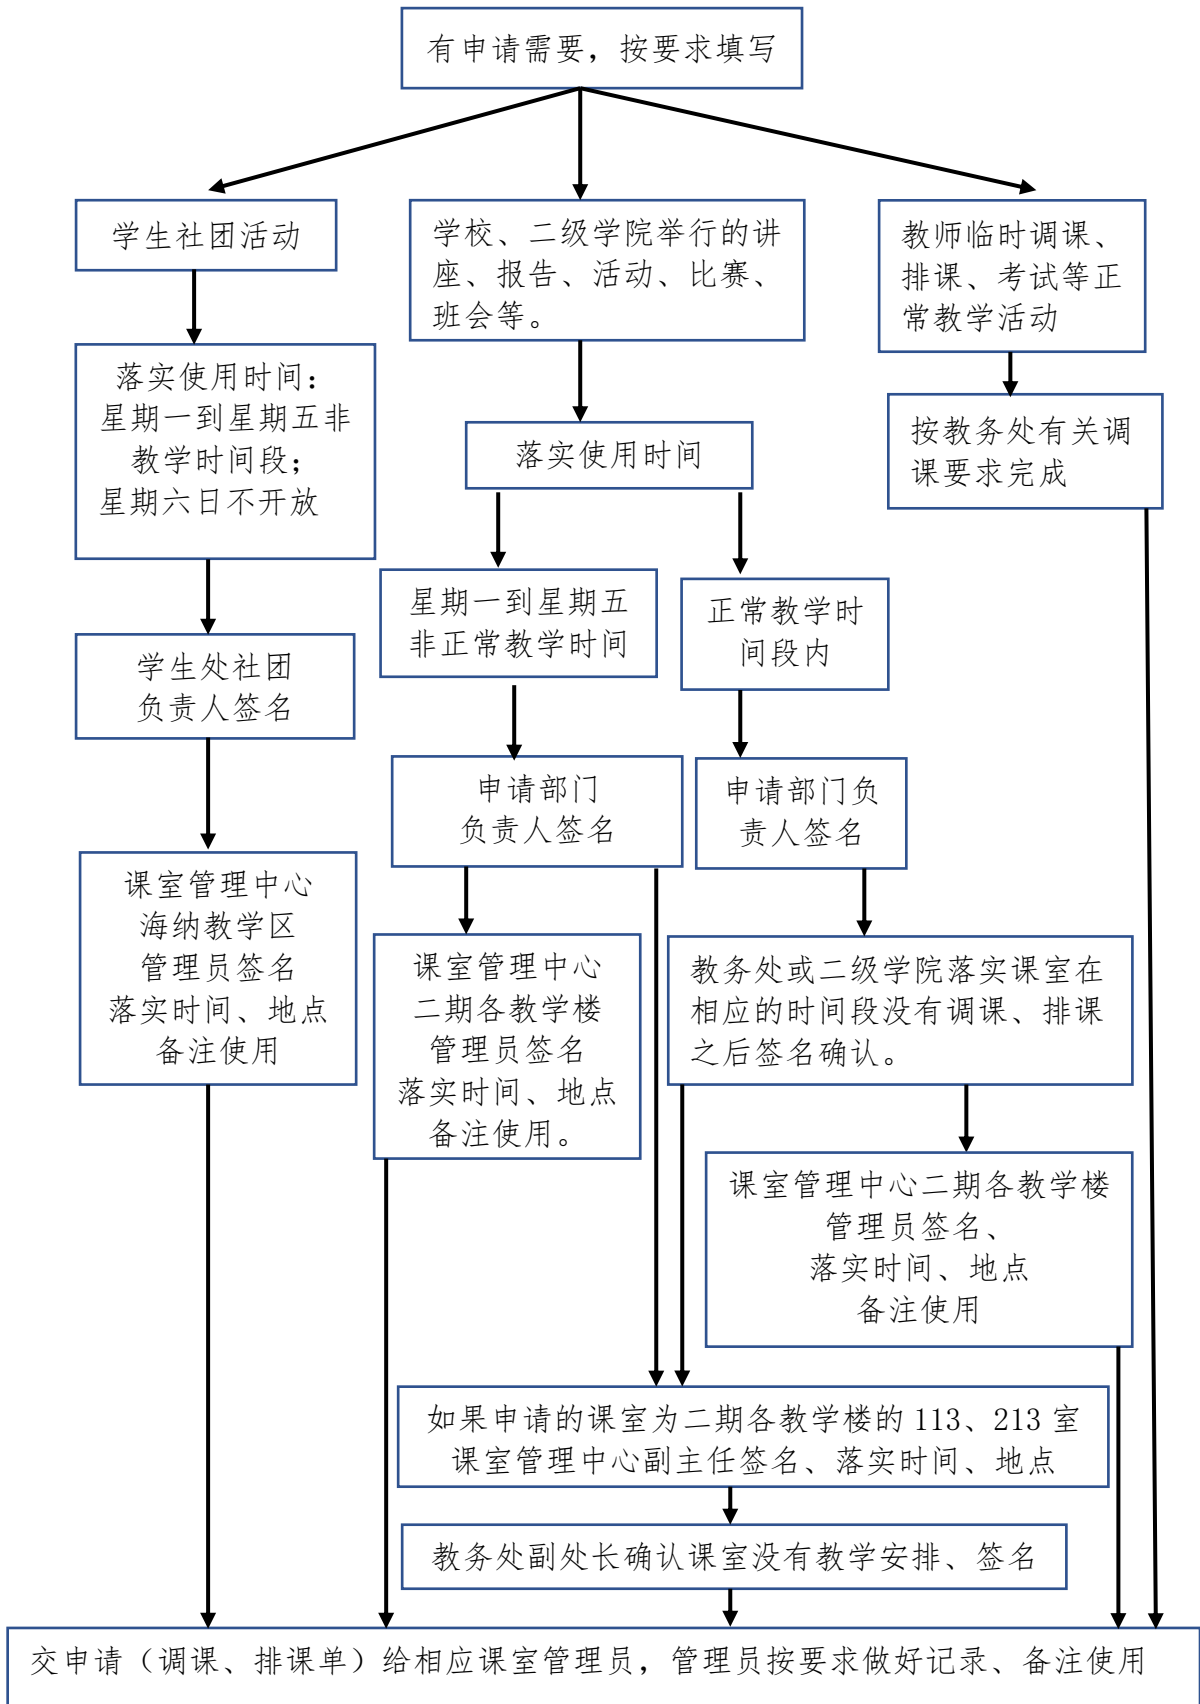 有申请需要，按要求填写
学生社团活动
学校、二级学院举行的讲
座、报告、活动、比赛、
班会等。
教师临时调课、
排课、考试等正
常教学活动
落实使用时间：
星期一到星期五非
教学时间段；
星期六日不开放
落实使用时间
按教务处有关调
课要求完成
星期一到星期五
非正常教学时间
正常教学时
间段内
学生处社团
负责人签名
申请部门
负责人签名
申请部门负
责人签名
课室管理中心
海纳教学区
管理员签名
落实时间、地点
备注使用
课室管理中心
二期各教学楼
管理员签名
落实时间、地点
备注使用。
教务处或二级学院落实课室在
相应的时间段没有调课、排课
之后签名确认。
课室管理中心二期各教学楼
管理员签名、
落实时间、地点
备注使用
如果申请的课室为二期各教学楼的 113、213 室
课室管理中心副主任签名、落实时间、地点
教务处副处长确认课室没有教学安排、签名
交申请（调课、排课单）给相应课室管理员，管理员按要求做好记录、备注使用